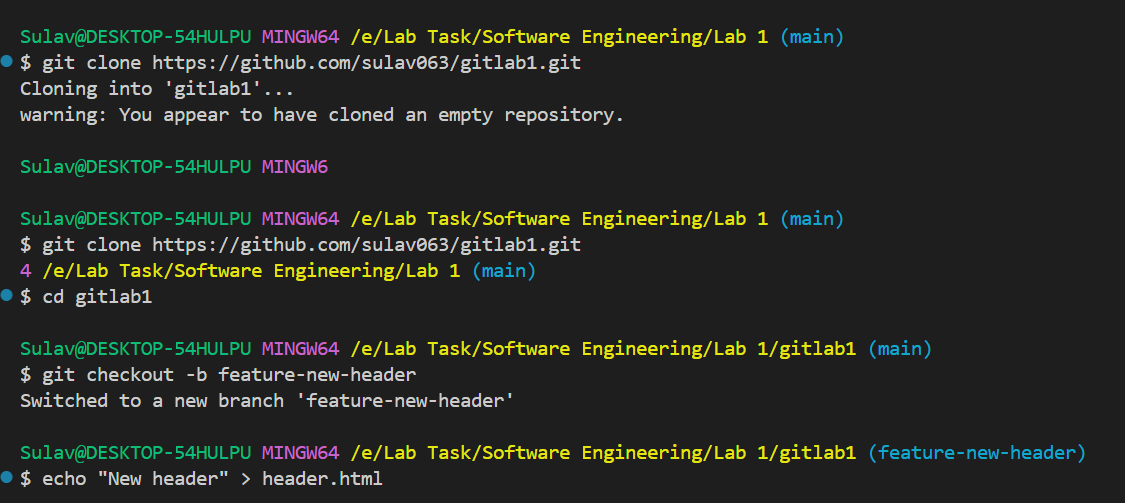 Sulav@DESKTOP-54HULPU MINGW64 /e/Lab Task/Software Engineering/Lab 1 (main)
$ git clone https://github.com/sulav063/gitlab1.git
Cloning into 'gitlab1'...
warning: You appear to have cloned an empty repository.
Sulav@DESKTOP-54HULPU MINGW6
Sulav@DESKTOP-54HULPU MINGW64 /e/Lab Task/Software Engineering/Lab 1 (main)
$ git clone https://github.com/sulav063/gitlab1.git
4 /e/Lab Task/Software Engineering/Lab 1 (main)
$ cd gitlab1
Sulav@DESKTOP-54HULPU MINGW64 /e/Lab Task/Software Engineering/Lab 1/gitlab1 (main)
$ git checkout -b feature-new-header
Switched to a new branch 'feature-new-header'
Sulav@DESKTOP-54HULPU MINGW64 /e/Lab Task/Software Engineering/Lab 1/gitlab1 (feature-new-header)
$ echo "New header" > header.html